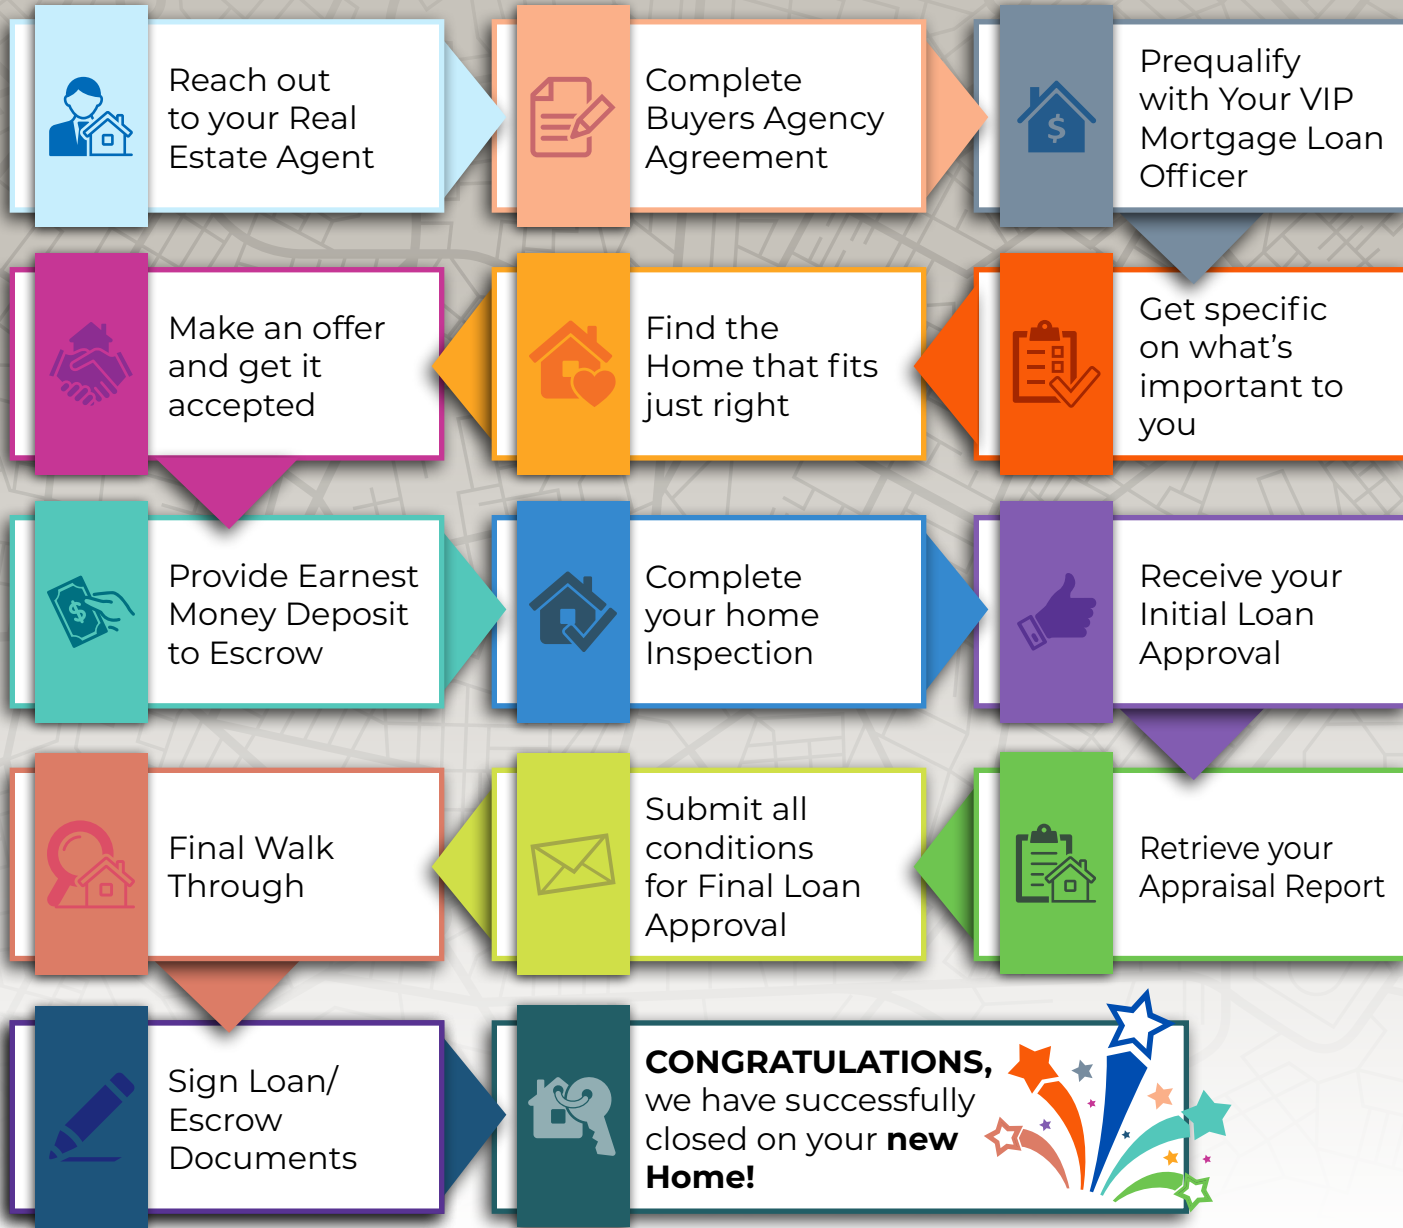 Reach out
to your Real
Estate Agent
Complete
Buyers Agency
Agreement
Prequalify
with Your VIP
Mortgage Loan
Officer
$
Get specific
on what's
important to
you
Find the
Home that fits
just right
Make an offer
and get it
accepted
Provide Earnest
Money Deposit
to Escrow
$
Complete
your home
Inspection
Receive your
Initial Loan
Approval
Retrieve your
Appraisal Report
Submit all
conditions
for Final Loan
Approval
Final Walk
Through
Sign Loan/
Escrow
Documents
CONGRATULATIONS,
we have successfully
closed on your new
Home!